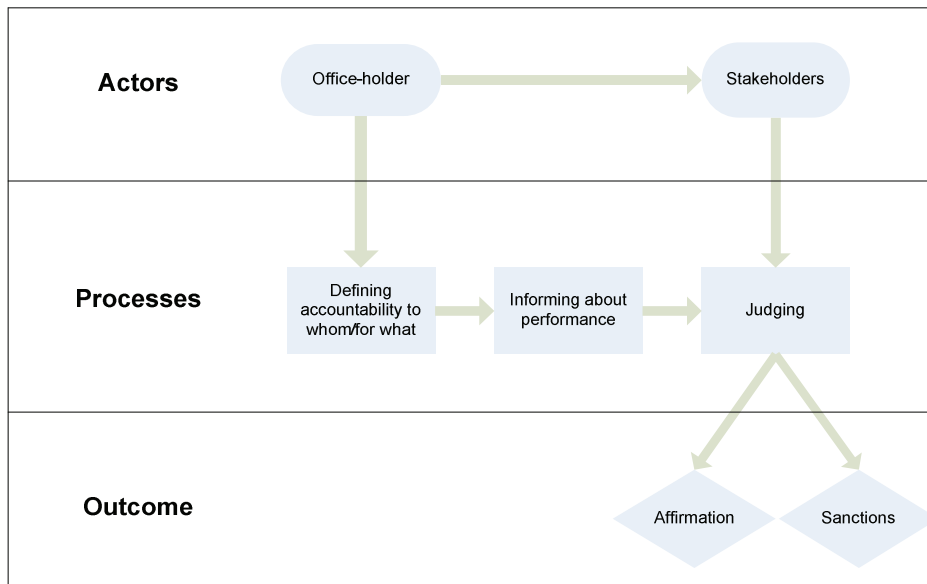 Actors
Office-holder
Stakeholders
Processes
Defining
accountability to
whom/for what
Informing about
performance
Judging
Outcome
Affirmation
Sanctions